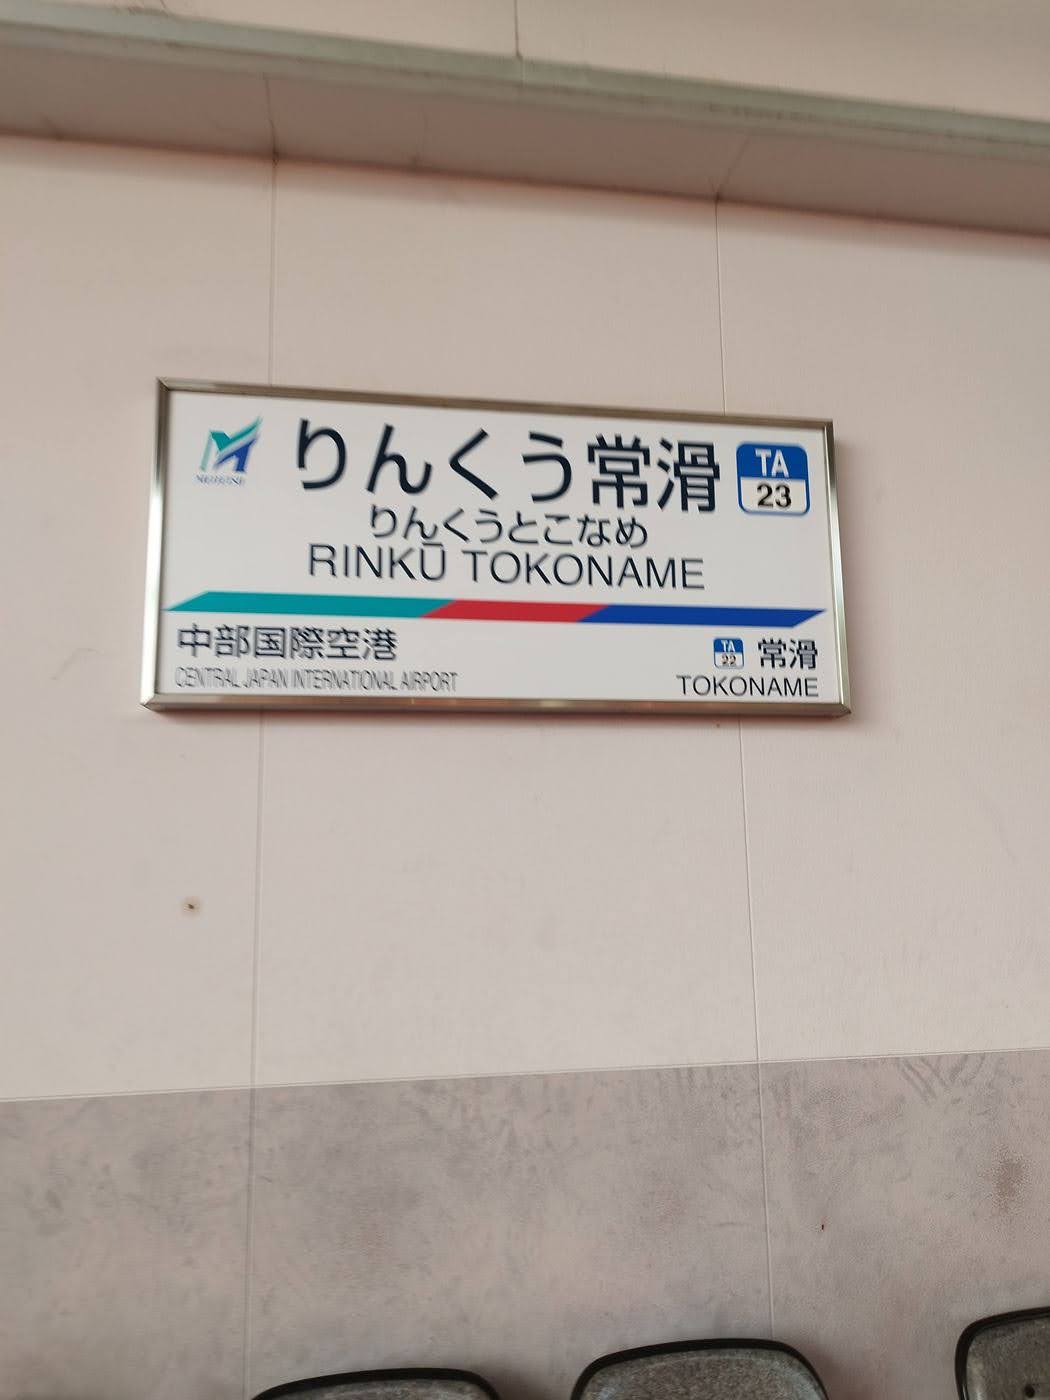 りんくう常滑
TA
23
りんくうとこなめ
RINKŪ TOKONAME
中部国際空港
CENTRAL JAPAN INTERNATIONAL AIRPORT
TA
22
常滑
TOKONAME